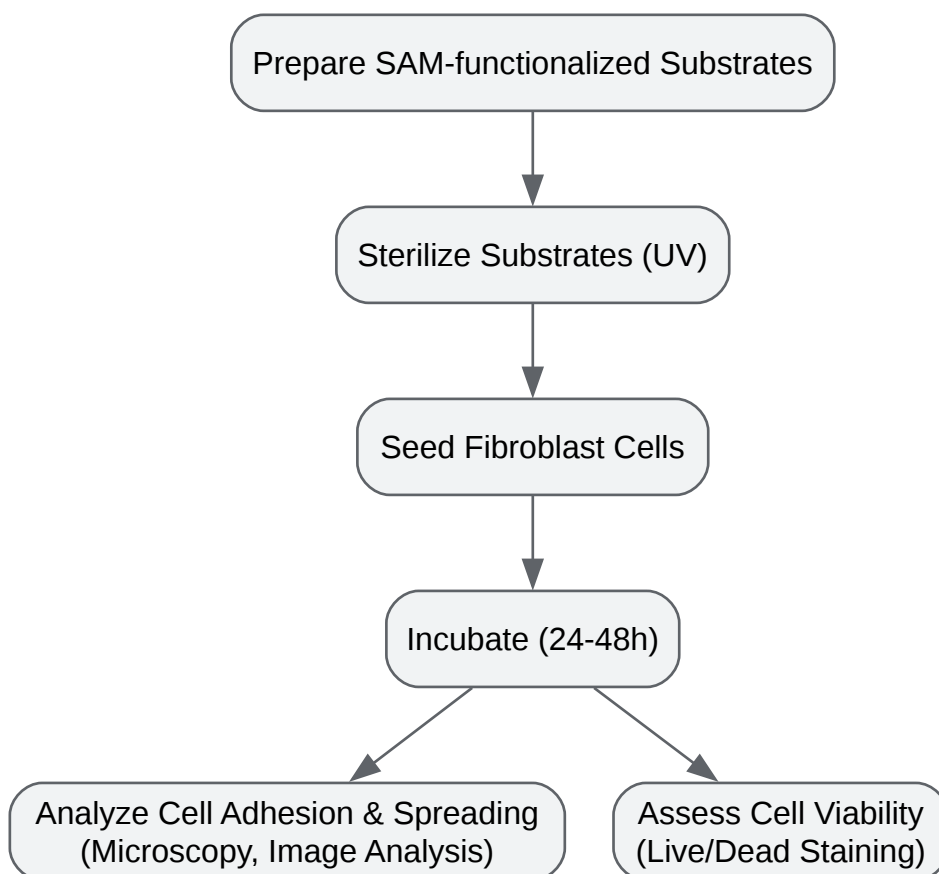 Prepare SAM-functionalized Substrates
Sterilize Substrates (UV)
Seed Fibroblast Cells
Incubate (24-48h)
Analyze Cell Adhesion & Spreading
(Microscopy, Image Analysis)
Assess Cell Viability
(Live/Dead Staining)